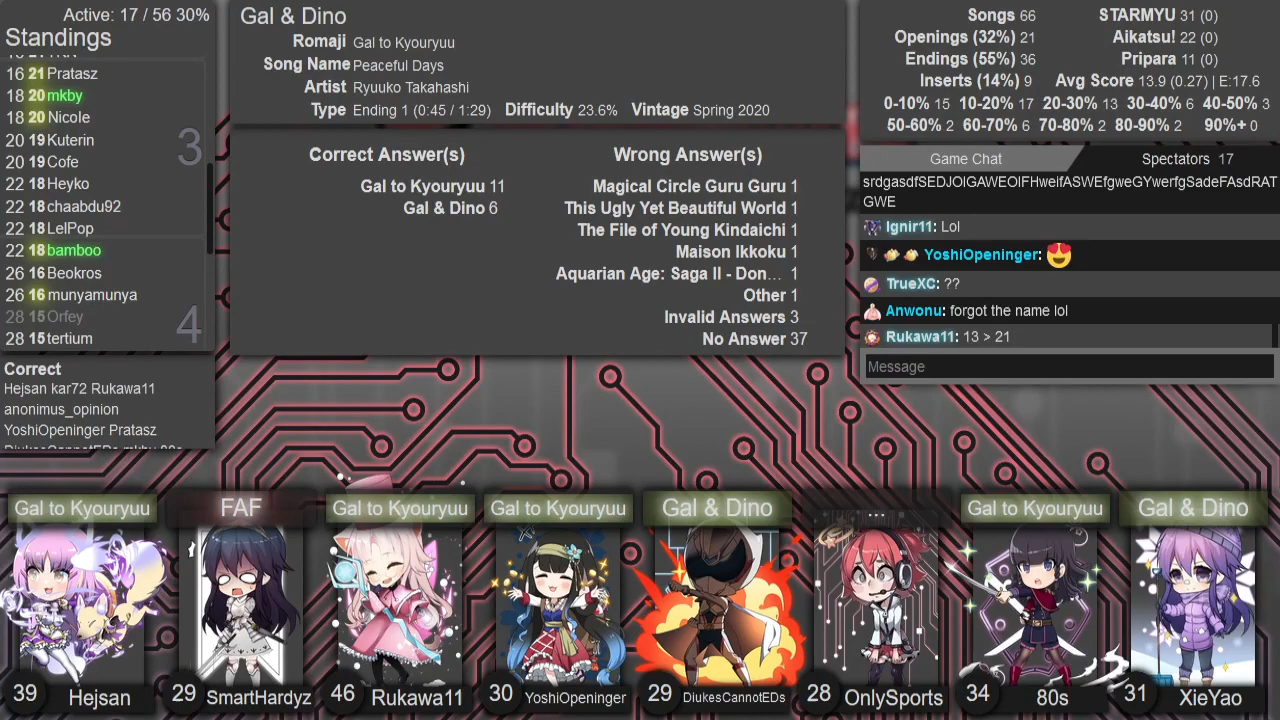 Active: 17 / 56 30%
Standings
16 21 Pratasz
18 20 mkby
18 20 Nicole
20 19 Kuterin
20 19 Cofe
3
22 18 Heyko
22 18 chaabdu92
22 18 LelPop
22 18 bamboo
26 16 Beokros
26 16 munyamunya
28 15 Orfey
4
28 15 tertium
Correct
Hejsan kar72 Rukawa11
anonimus_opinion
YoshiOpeninger Pratasz
Gal & Dino
Romaji Gal to Kyouryuu
Song Name Peaceful Days
Artist Ryuuko Takahashi
Type Ending 1 (0:45 / 1:29) Difficulty 23.6% Vintage Spring 2020
Correct Answer(s)
Gal to Kyouryuu 11
Gal & Dino 6
Wrong Answer(s)
Magical Circle Guru Guru 1
This Ugly Yet Beautiful World 1
The File of Young Kindaichi 1
Maison Ikkoku 1
Aquarian Age: Saga II - Don... 1
Other 1
Invalid Answers 3
No Answer 37
Songs 66 STARMYU 31 (0)
Openings (32%) 21 Aikatsu! 22 (0)
Endings (55%) 36 Pripara 11 (0)
Inserts (14%) 9 Avg Score 13.9 (0.27) | E:17.6
0-10% 15 10-20% 17 20-30% 13 30-40% 6 40-50% 3
50-60% 2 60-70% 6 70-80% 2 80-90% 2 90%+ 0
Game Chat Spectators 17
srdgasdfSEDJOIGAWEOIFHweifASWEfgweGYwerfgSadeFAsdRAT
GWE
Ignir11: Lol
YoshiOpeninger: 😍
TrueXC: ??
Anwonu: forgot the name lol
Rukawa11: 13 > 21
Message
Gal to Kyouryuu FAF Gal to Kyouryuu Gal to Kyouryuu Gal & Dino ... Gal to Kyouryuu Gal & Dino
39 Hejsan 29 SmartHardyz 46 Rukawa11 30 YoshiOpeninger 29 DiukesCannotEDs 28 OnlySports 34 80s 31 XieYao